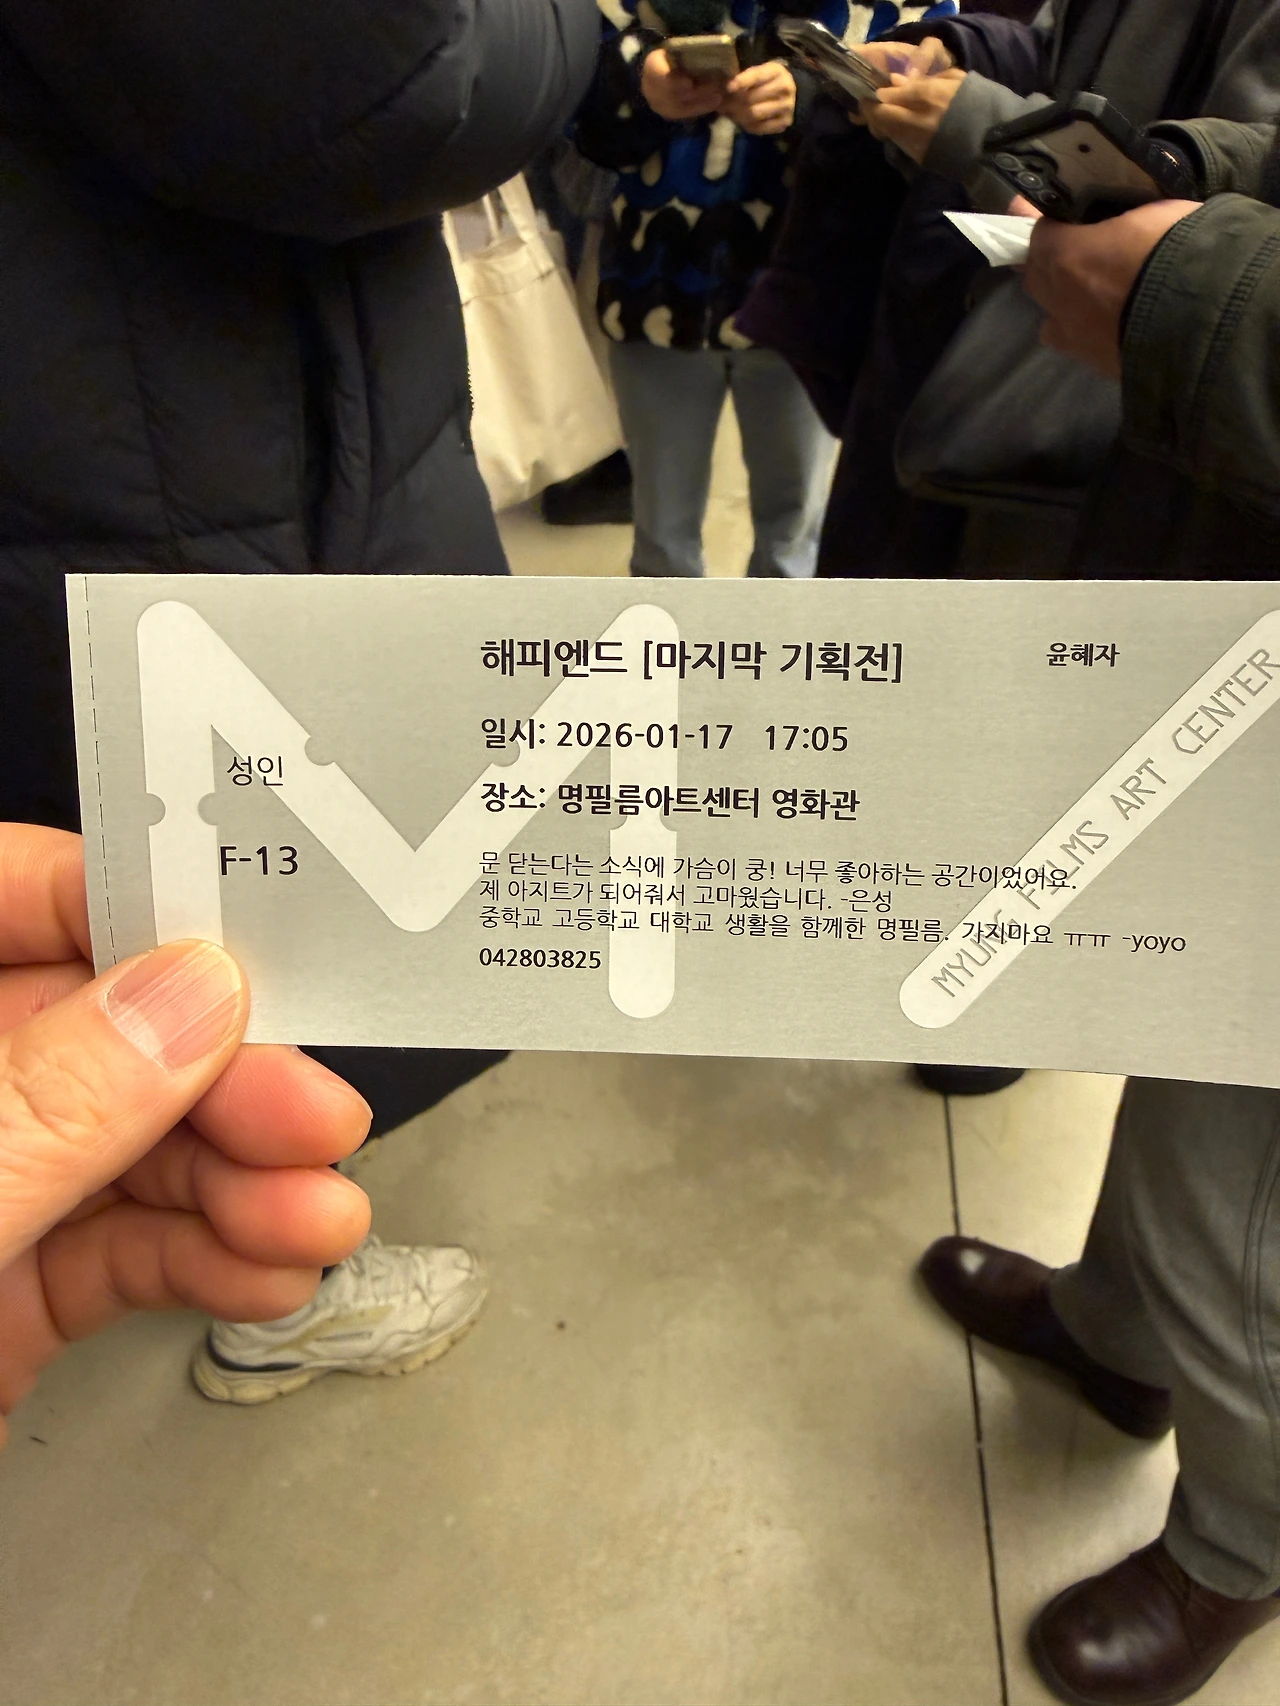 해피엔드 [마지막 기획전]
윤혜자
일시: 2026-01-17 17:05
장소: 명필름아트센터 영화관
성인
F-13
문 닫는다는 소식에 가슴이 쿵! 너무 좋아하는 공간이었어요.
제 아지트가 되어줘서 고마웠습니다. -은성
중학교 고등학교 대학교 생활을 함께한 명필름. 가지마요 ㅠㅠ -yoyo
042803825
MYUNG FILMS ART CENTER